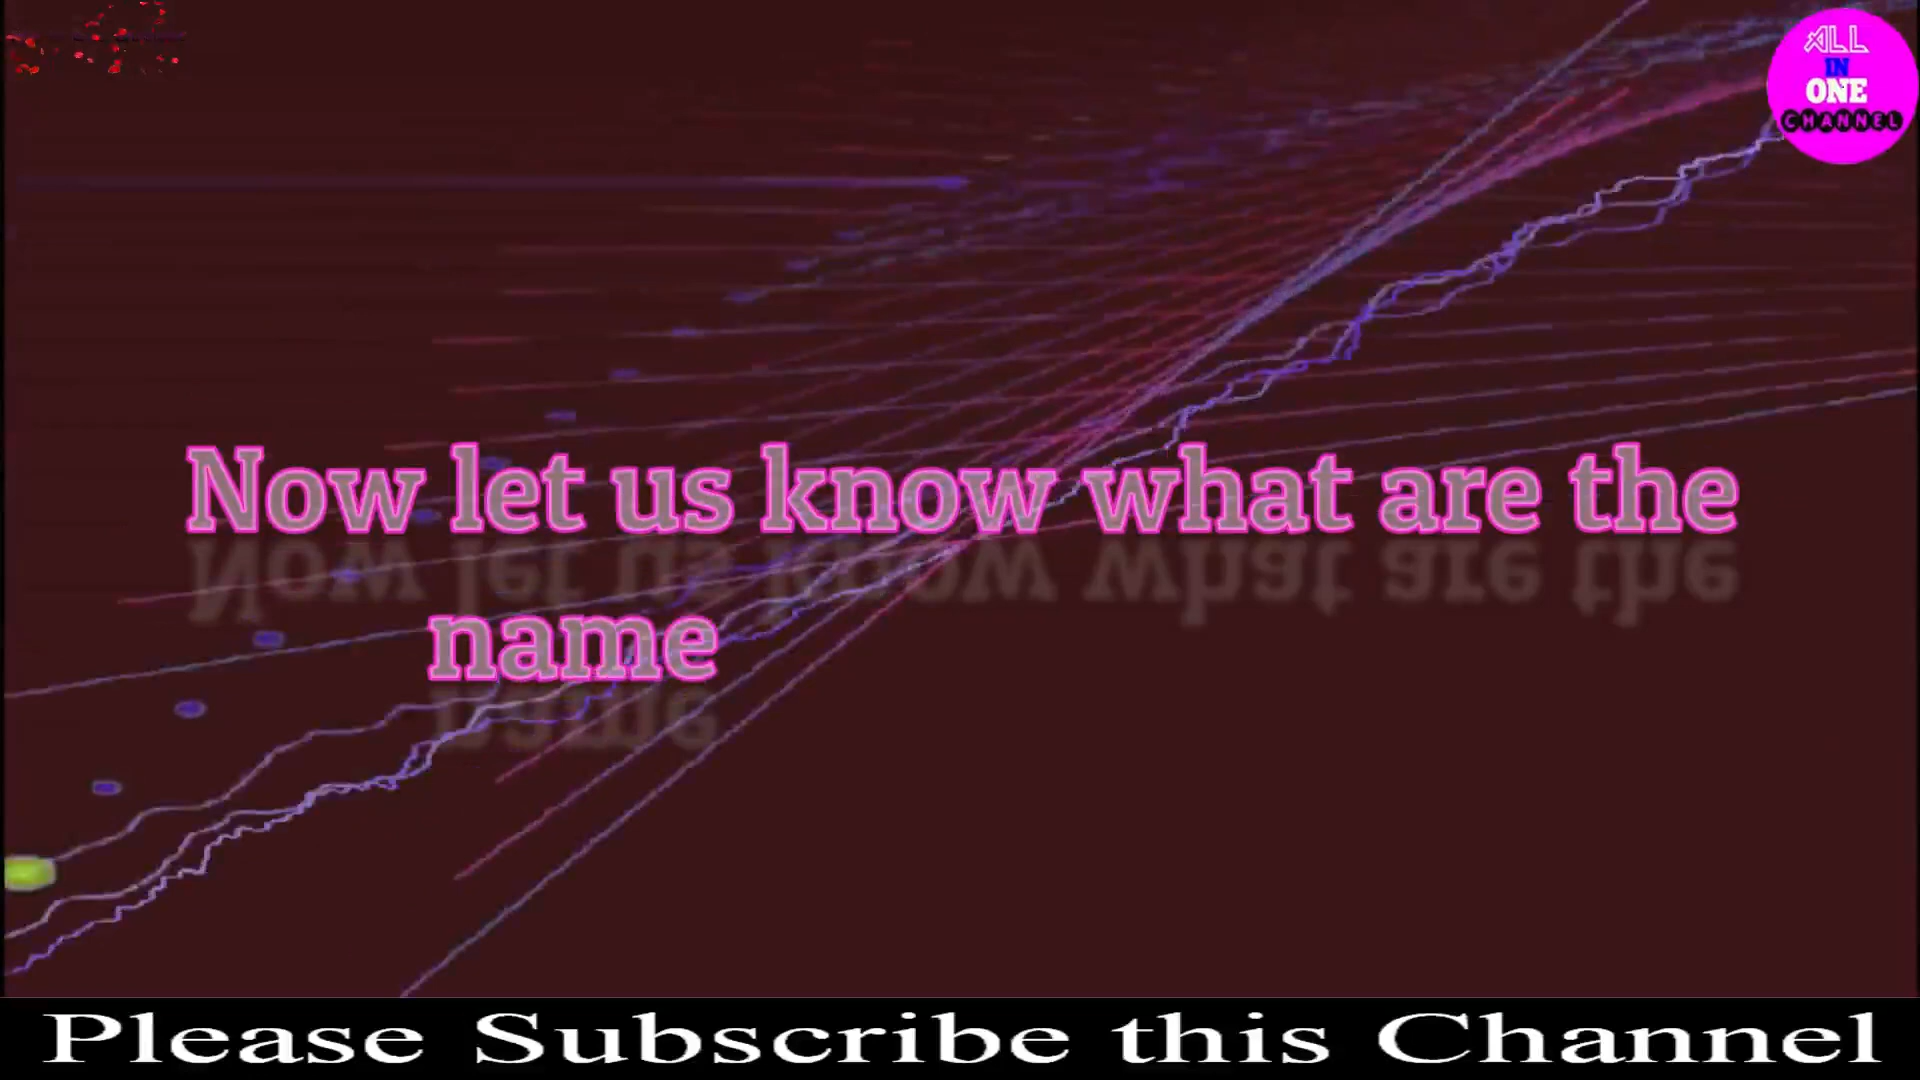 ALL
IN
ONE
CHANNEL
Now let us know what are the
name
Please Subscribe this Channel